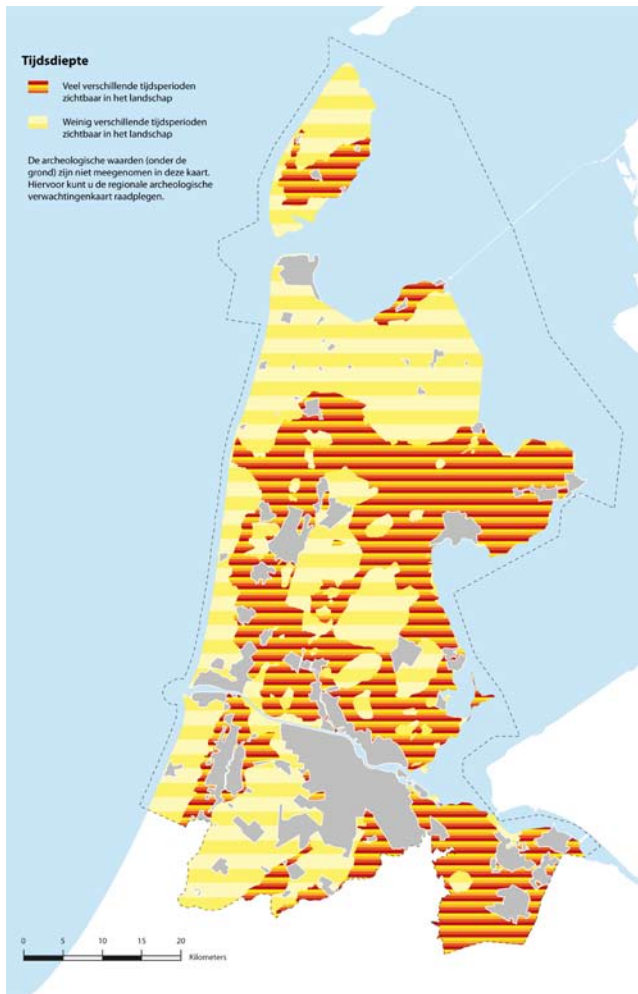 Tijdsdiepte
Veel verschillende tijdsperioden
zichtbaar in het landschap
Weinig verschillende tijdsperioden
zichtbaar in het landschap
De archeologische waarden (onder de
grond) zijn niet meegenomen in deze kaart.
Hiervoor kunt u de regionale archeologische
verwachtingenkaart raadplegen.
0 5 10 15 20
Kilometers